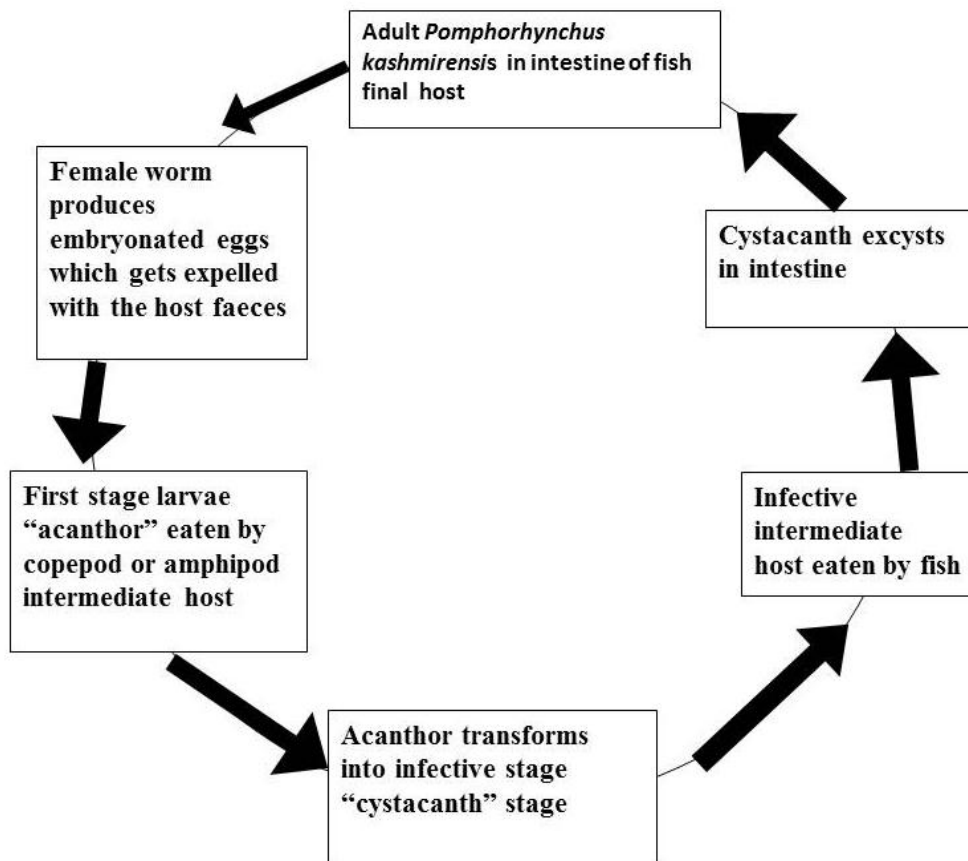 Adult Pomphorhynchus
kashmirensis in intestine of fish
final host
Female worm
produces
embryonated eggs
which gets expelled
with the host faeces
First stage larvae
“acanthor” eaten by
copepod or amphipod
intermediate host
Acanthor transforms
into infective stage
“cystacanth” stage
Infective
intermediate
host eaten by fish
Cystacanth excysts
in intestine